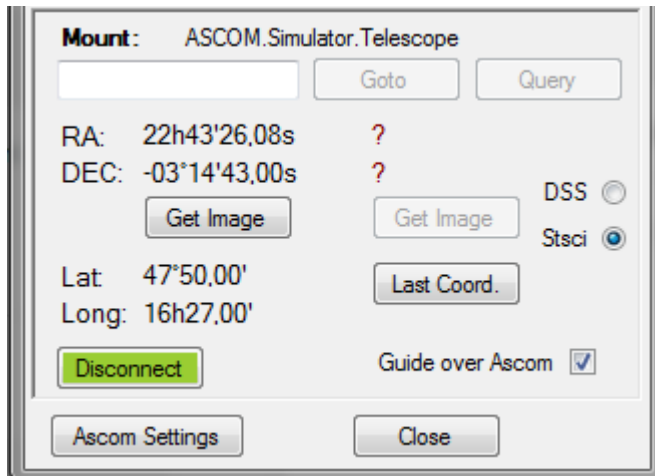 Mount: ASCOM.Simulator.Telescope
Goto Query
RA: 22h43'26,08s ?
DEC: -03°14'43,00s ?
DSS
Get Image Get Image
Stsci
Lat: 47°50,00' Last Coord.
Long: 16h27,00'
Disconnect Guide over Ascom
Ascom Settings Close